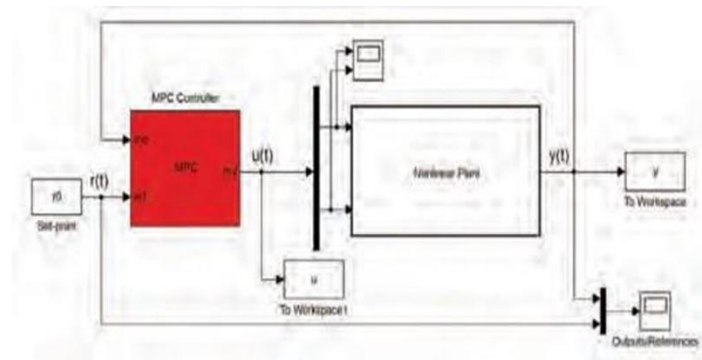 MPC Controller
mo
MPC
mv
ref
u(t)
r(t)
r0
Set-point
Nonlinear Plant
y(t)
y
To Workspace
u
To Workspace1
Outputs/References